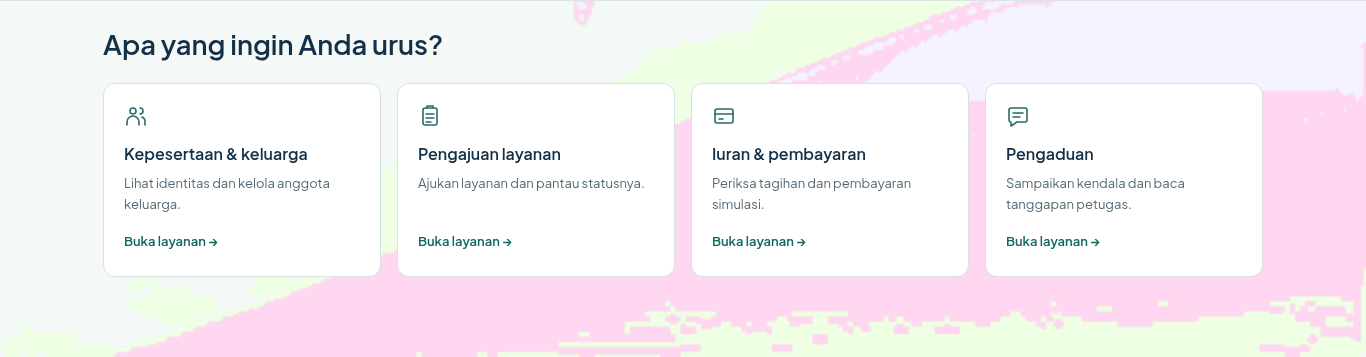 Apa yang ingin Anda urus?
Kepesertaan & keluarga
Lihat identitas dan kelola anggota
keluarga.
Buka layanan →
Pengajuan layanan
Ajukan layanan dan pantau statusnya.
Buka layanan →
Iuran & pembayaran
Periksa tagihan dan pembayaran
simulasi.
Buka layanan →
Pengaduan
Sampaikan kendala dan baca
tanggapan petugas.
Buka layanan →